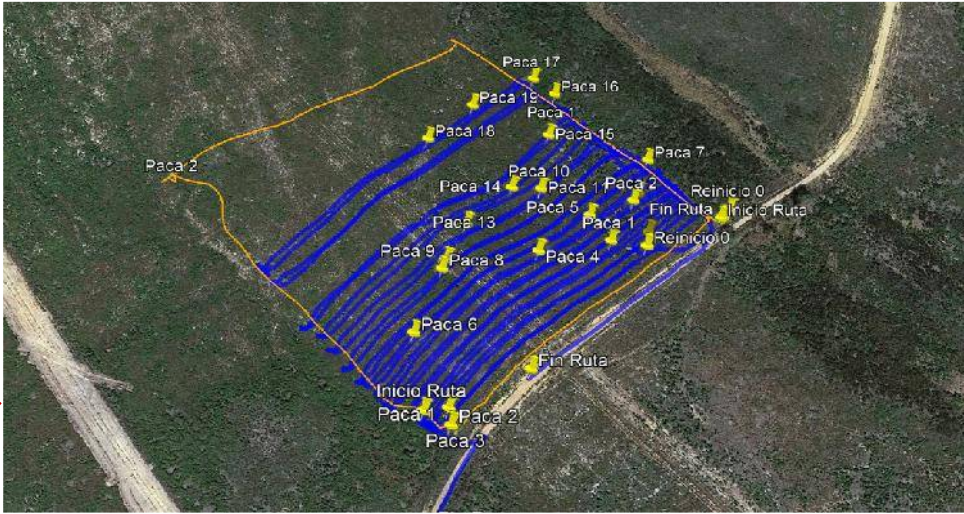 Paca 17
Paca 16
Paca 19
Paca 1
Paca 15
Paca 18
Paca 7
Paca 2
Paca 10
Paca 14
Paca 11
Paca 2
Reinicio 0
Paca 5
Fin Ruta
Inicio Ruta
Paca 13
Paca 1
Reinicio 0
Paca 9
Paca 8
Paca 4
Paca 6
Fin Ruta
Inicio Ruta
Paca 1
Paca 2
Paca 3